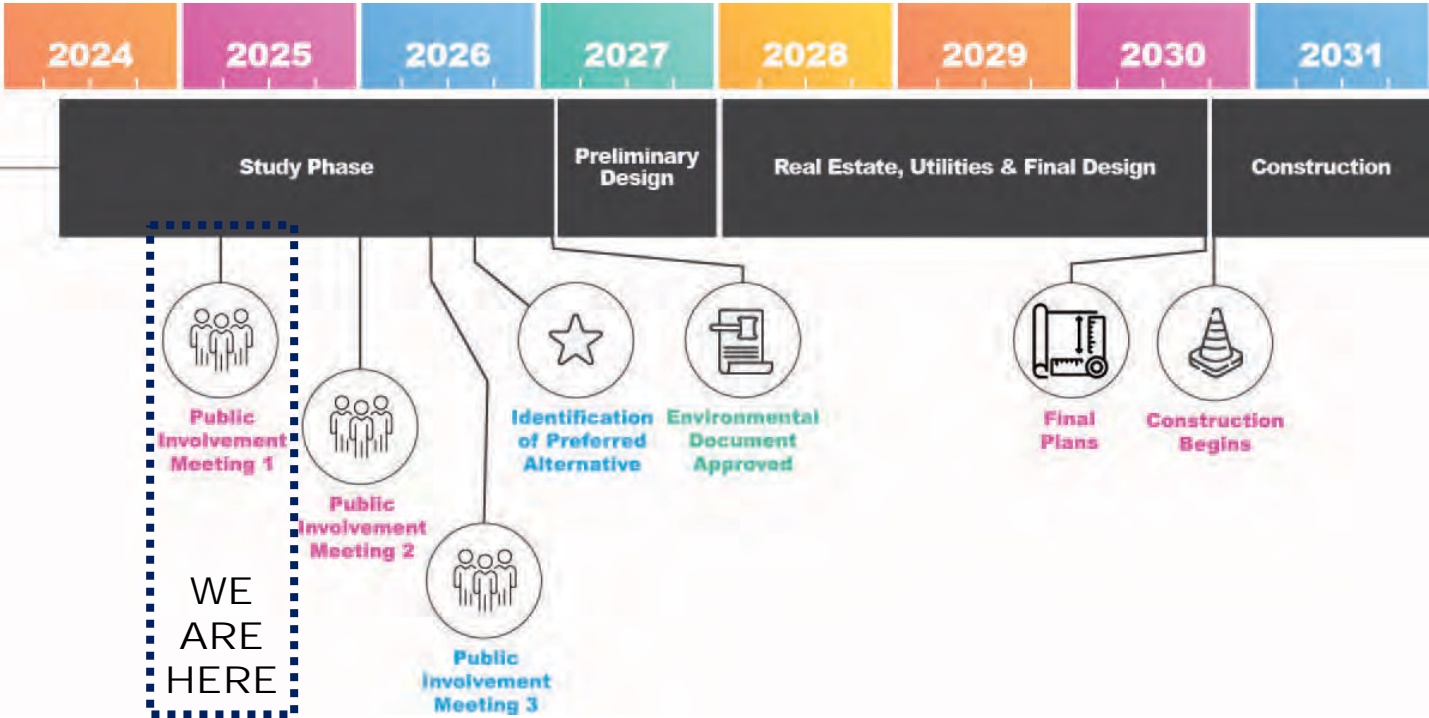 2024
2025
2026
2027
2028
2029
2030
2031
Study Phase
Preliminary
Design
Real Estate, Utilities & Final Design
Construction
Public
Involvement
Meeting 1
WE
ARE
HERE
Public
Involvement
Meeting 2
Public
Involvement
Meeting 3
Identification
of Preferred
Alternative
Environmental
Document
Approved
Final
Plans
Construction
Begins